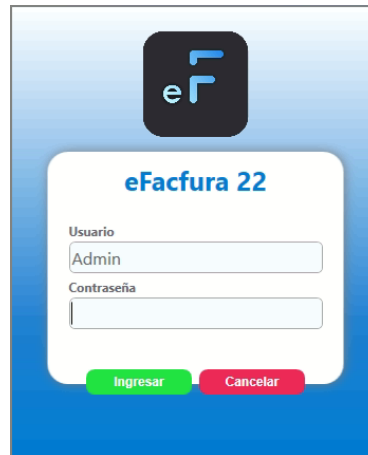 eF
eFacfura 22
Usuario
Admin
Contraseña
Ingresar Cancelar